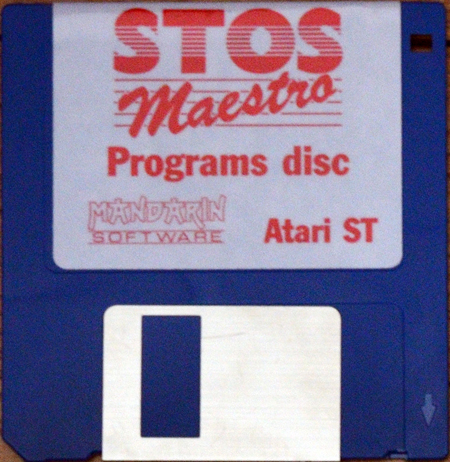 STOS
Maestro
Programs disc
MANDARIN
SOFTWARE
Atari ST